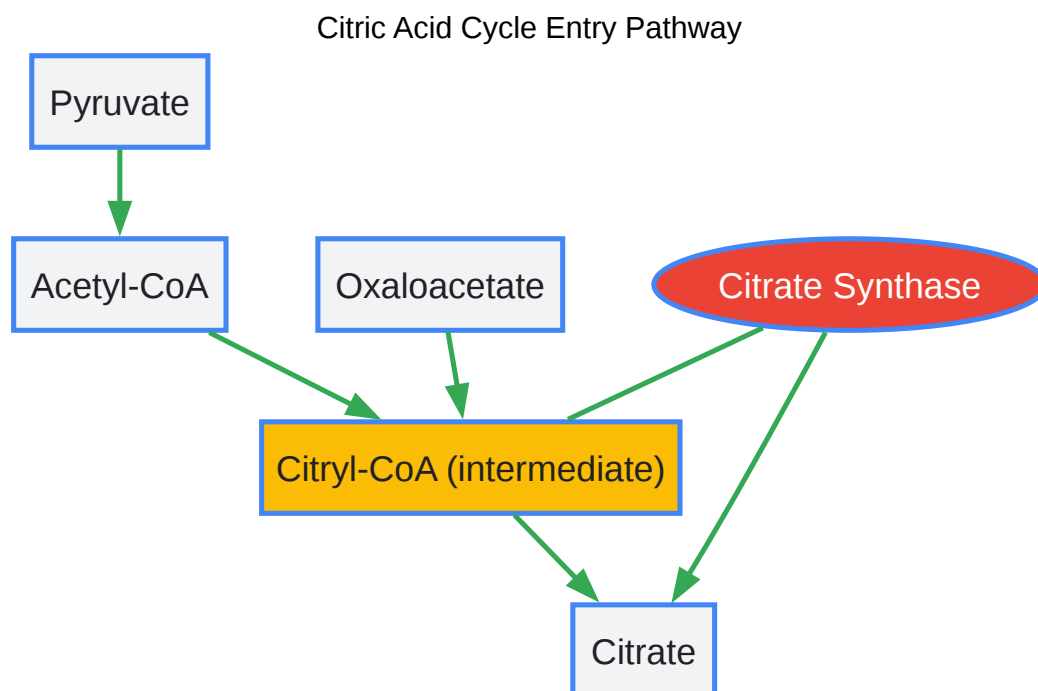 Citric Acid Cycle Entry Pathway
Pyruvate
Acetyl-CoA
Oxaloacetate
Citrate Synthase
Citryl-CoA (intermediate)
Citrate